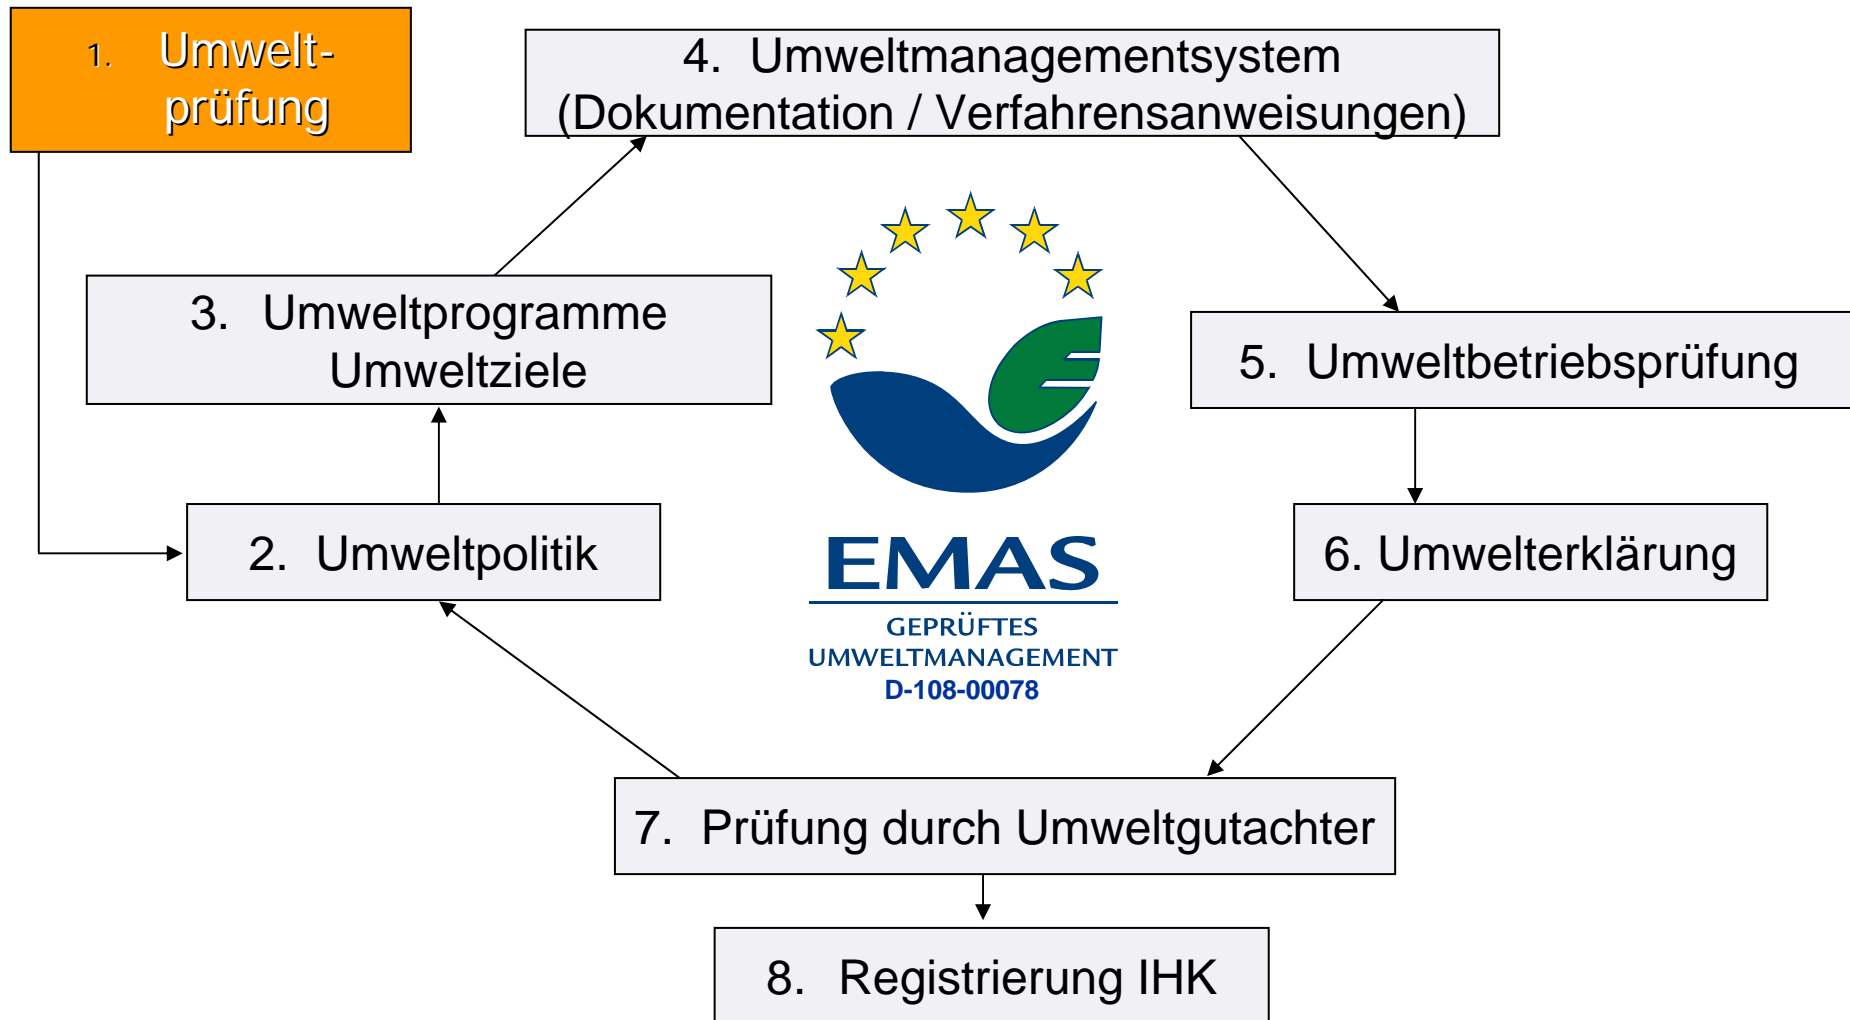 1. Umwelt-
prüfung
4. Umweltmanagementsystem
(Dokumentation / Verfahrensanweisungen)
3. Umweltprogramme
Umweltziele
5. Umweltbetriebsprüfung
2. Umweltpolitik
6. Umwelterklärung
EMAS
GEPRÜFTES
UMWELTMANAGEMENT
D-108-00078
7. Prüfung durch Umweltgutachter
8. Registrierung IHK